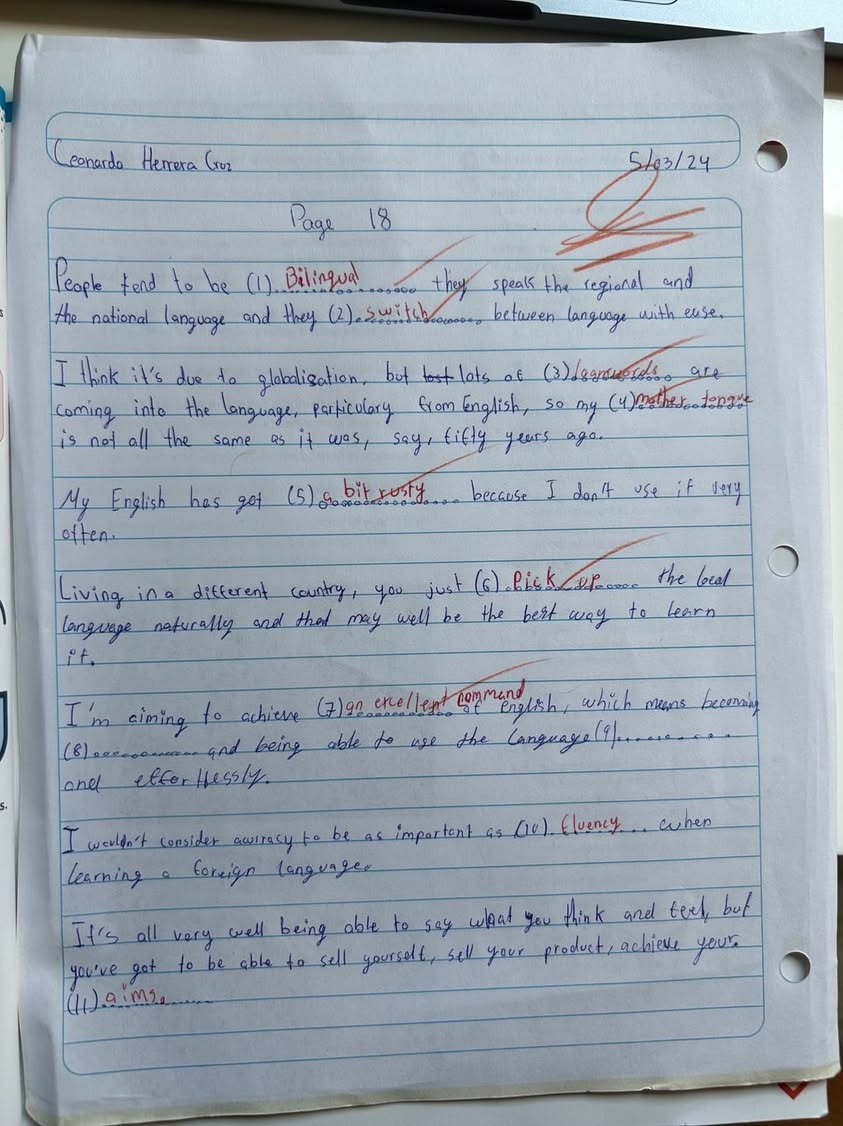 Leonardo Herrera Cruz 5/03/24
Page 18
People tend to be (1). Bilingual ........ they speak the regional and
the national language and they (2). switch........ between language with ease.
I think it's due to globalisation, but lost lots of (3) loanwords... are
coming into the language, particulary from English, so my (4) mother tongue
is not all the same as it was, say, fifty years ago.
My English has got (5) a bit rusty..... because I don't use it very
often.
Living in a different country, you just (6). Pick up..... the local
language naturally and that may well be the best way to learn
it.
I'm aiming to achieve (7) an excellent command of English, which means becoming
(8)............ and being able to use the language (9)............
and effortlessly.
I wouldn't consider accuracy to be as important as (10). fluency... when
learning a foreign language.
It's all very well being able to say what you think and feel, but
you've got to be able to sell yourself, sell your product, achieve your.
(11). aims.......
s
s.